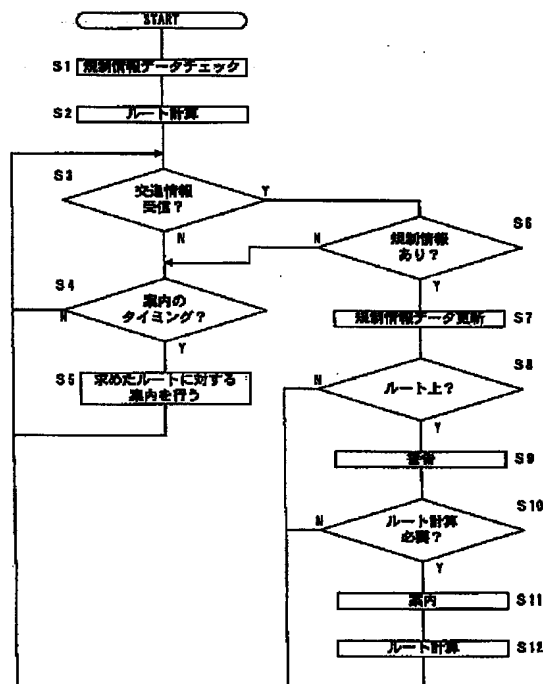 START
S1
規制情報データチェック
S2
ルート計算
S3
交通情報
受信?
Y
N
S6
規制情報
あり?
N
Y
S4
案内の
タイミング?
N
Y
S7
規制情報データ更新
S5
求めたルートに対する
案内を行う
S8
ルート上?
N
Y
S9
警告
S10
ルート計算
必要?
N
Y
案内
S11
ルート計算
S12